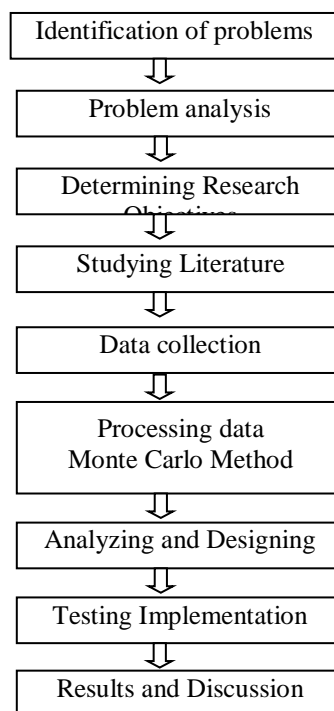 Identification of problems
Problem analysis
Determining Research
Objectives
Studying Literature
Data collection
Processing data
Monte Carlo Method
Analyzing and Designing
Testing Implementation
Results and Discussion